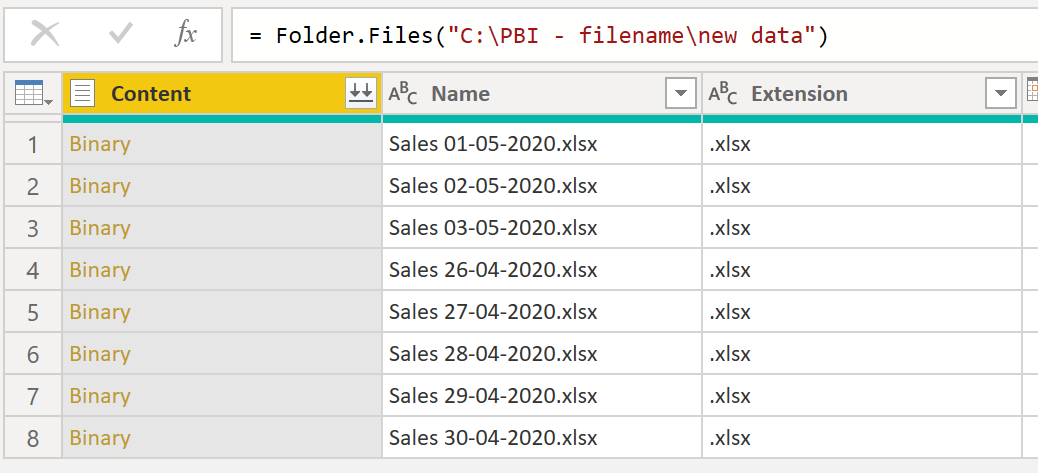 fx = Folder.Files("C:\PBI - filename\new data")
Content ABC Name ABC Extension
1 Binary Sales 01-05-2020.xlsx .xlsx
2 Binary Sales 02-05-2020.xlsx .xlsx
3 Binary Sales 03-05-2020.xlsx .xlsx
4 Binary Sales 26-04-2020.xlsx .xlsx
5 Binary Sales 27-04-2020.xlsx .xlsx
6 Binary Sales 28-04-2020.xlsx .xlsx
7 Binary Sales 29-04-2020.xlsx .xlsx
8 Binary Sales 30-04-2020.xlsx .xlsx